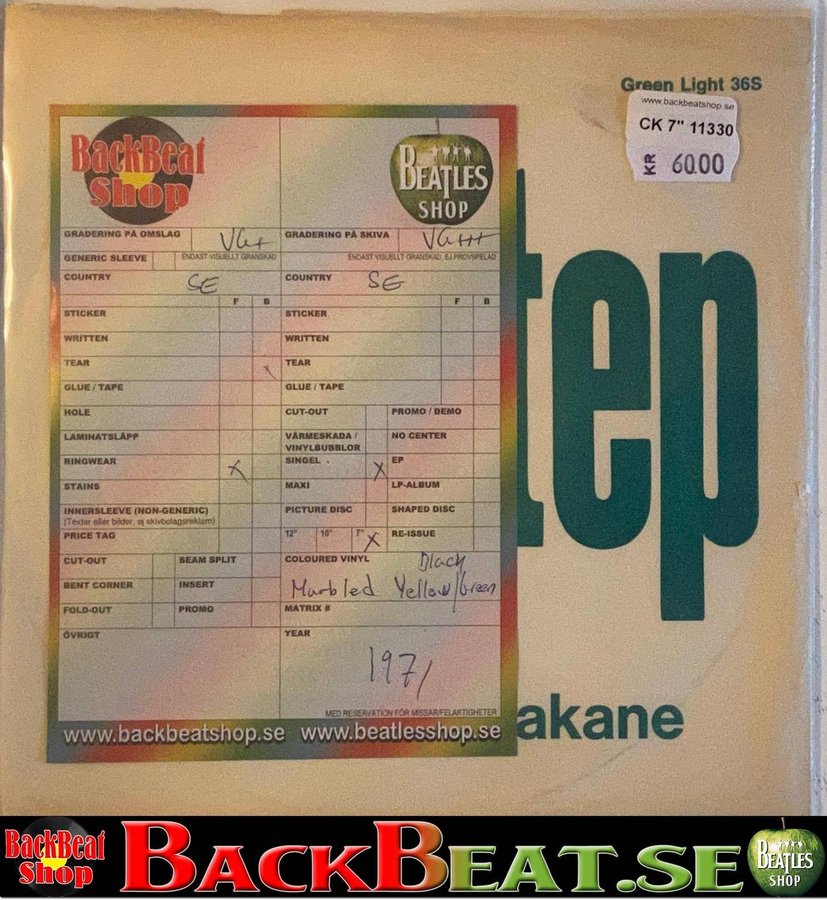 Green Light 36S
www.backbeatshop.se
CK 7" 11330
KR 60.00
tep
akane
BackBeat Shop
BEATLES SHOP
GRADERING PÅ OMSLAG VG+ GRADERING PÅ SKIVA VG+++
GENERIC SLEEVE ENDAST VISUELLT GRANSKAD ENDAST VISUELLT GRANSKAD, EJ PROVSPELAD
COUNTRY SE COUNTRY SE
F B F B
STICKER STICKER
WRITTEN WRITTEN
TEAR x TEAR
GLUE / TAPE GLUE / TAPE
HOLE CUT-OUT PROMO / DEMO
LAMINATSLÄPP VÄRMESKADA / VINYLBUBBLOR NO CENTER
RINGWEAR X SINGEL . X EP
STAINS MAXI LP-ALBUM
INNERSLEEVE (NON-GENERIC) PICTURE DISC SHAPED DISC
(Texter eller bilder, ej skivbolagsreklam)
PRICE TAG 12" 10" 7" X RE-ISSUE
CUT-OUT SEAM SPLIT COLOURED VINYL Black
BENT CORNER INSERT Marbled Yellow/Green
FOLD-OUT PROMO MATRIX #
ÖVRIGT YEAR
1971
MED RESERVATION FÖR MISSAR/FELAKTIGHETER
www.backbeatshop.se www.beatlesshop.se
BackBeat Shop
BACKBEAT.SE
BEATLES SHOP